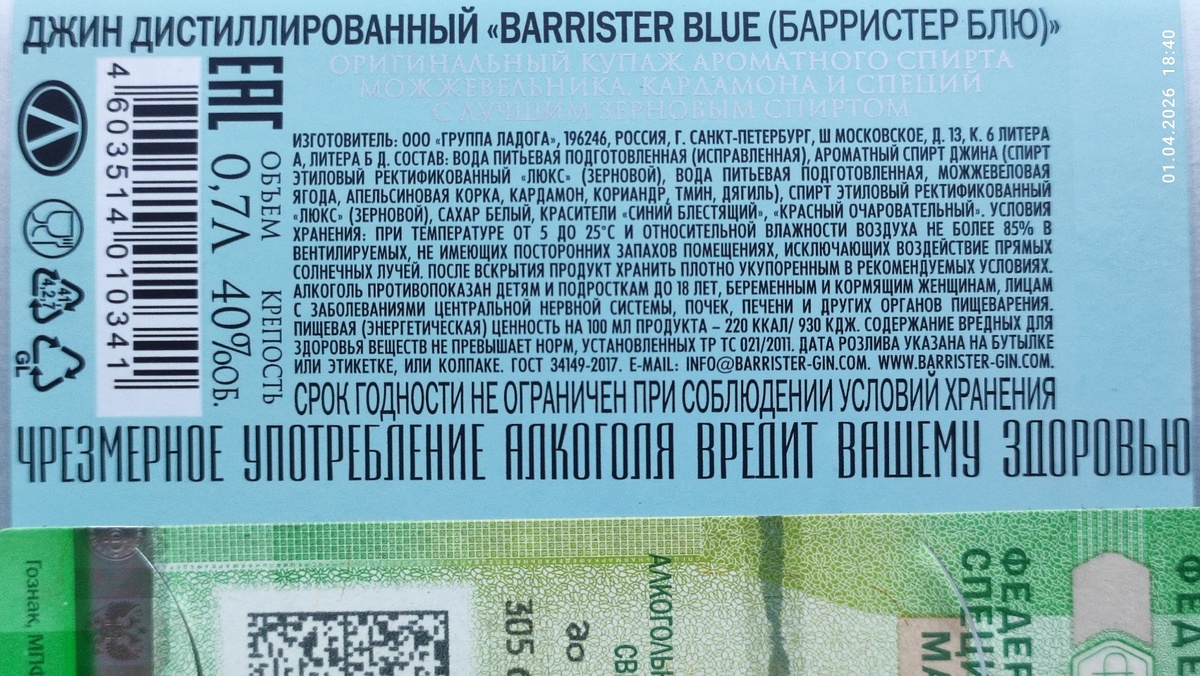 ДЖИН ДИСТИЛЛИРОВАННЫЙ «BARRISTER BLUE (БАРРИСТЕР БЛЮ)»
ОРИГИНАЛЬНЫЙ КУПАЖ АРОМАТНОГО СПИРТА
МОЖЖЕВЕЛЬНИКА, КАРДАМОНА И СПЕЦИЙ
С ЛУЧШИМ ЗЕРНОВЫМ СПИРТОМ
ИЗГОТОВИТЕЛЬ: ООО «ГРУППА ЛАДОГА», 196246, РОССИЯ, Г. САНКТ-ПЕТЕРБУРГ, Ш МОСКОВСКОЕ, Д. 13, К. 6 ЛИТЕРА
А, ЛИТЕРА Б Д. СОСТАВ: ВОДА ПИТЬЕВАЯ ПОДГОТОВЛЕННАЯ (ИСПРАВЛЕННАЯ), АРОМАТНЫЙ СПИРТ ДЖИНА (СПИРТ
ЭТИЛОВЫЙ РЕКТИФИКОВАННЫЙ «ЛЮКС» (ЗЕРНОВОЙ), ВОДА ПИТЬЕВАЯ ПОДГОТОВЛЕННАЯ, МОЖЖЕВЕЛОВАЯ
ЯГОДА, АПЕЛЬСИНОВАЯ КОРКА, КАРДАМОН, КОРИАНДР, ТМИН, ДЯГИЛЬ), СПИРТ ЭТИЛОВЫЙ РЕКТИФИКОВАННЫЙ
«ЛЮКС» (ЗЕРНОВОЙ), САХАР БЕЛЫЙ, КРАСИТЕЛИ «СИНИЙ БЛЕСТЯЩИЙ», «КРАСНЫЙ ОЧАРОВАТЕЛЬНЫЙ». УСЛОВИЯ
ХРАНЕНИЯ: ПРИ ТЕМПЕРАТУРЕ ОТ 5 ДО 25°С И ОТНОСИТЕЛЬНОЙ ВЛАЖНОСТИ ВОЗДУХА НЕ БОЛЕЕ 85% В
ВЕНТИЛИРУЕМЫХ, НЕ ИМЕЮЩИХ ПОСТОРОННИХ ЗАПАХОВ ПОМЕЩЕНИЯХ, ИСКЛЮЧАЮЩИХ ВОЗДЕЙСТВИЕ ПРЯМЫХ
СОЛНЕЧНЫХ ЛУЧЕЙ. ПОСЛЕ ВСКРЫТИЯ ПРОДУКТ ХРАНИТЬ ПЛОТНО УКУПОРЕННЫМ В РЕКОМЕНДУЕМЫХ УСЛОВИЯХ.
АЛКОГОЛЬ ПРОТИВОПОКАЗАН ДЕТЯМ И ПОДРОСТКАМ ДО 18 ЛЕТ, БЕРЕМЕННЫМ И КОРМЯЩИМ ЖЕНЩИНАМ, ЛИЦАМ
С ЗАБОЛЕВАНИЯМИ ЦЕНТРАЛЬНОЙ НЕРВНОЙ СИСТЕМЫ, ПОЧЕК, ПЕЧЕНИ И ДРУГИХ ОРГАНОВ ПИЩЕВАРЕНИЯ.
ПИЩЕВАЯ (ЭНЕРГЕТИЧЕСКАЯ) ЦЕННОСТЬ НА 100 МЛ ПРОДУКТА – 220 ККАЛ/ 930 КДЖ. СОДЕРЖАНИЕ ВРЕДНЫХ ДЛЯ
ЗДОРОВЬЯ ВЕЩЕСТВ НЕ ПРЕВЫШАЕТ НОРМ, УСТАНОВЛЕННЫХ ТР ТС 021/2011. ДАТА РОЗЛИВА УКАЗАНА НА БУТЫЛКЕ
ИЛИ ЭТИКЕТКЕ, ИЛИ КОЛПАКЕ. ГОСТ 34149-2017. E-MAIL: INFO@BARRISTER-GIN.COM. WWW.BARRISTER-GIN.COM.
СРОК ГОДНОСТИ НЕ ОГРАНИЧЕН ПРИ СОБЛЮДЕНИИ УСЛОВИЙ ХРАНЕНИЯ
ЧРЕЗМЕРНОЕ УПОТРЕБЛЕНИЕ АЛКОГОЛЯ ВРЕДИТ ВАШЕМУ ЗДОРОВЬЮ
4 603514 010341
EAC
ОБЪЕМ КРЕПОСТЬ
0,7Л 40%ОБ.
GL
01.04.2026 18:40
Гознак, МПФ
305
ао
АЛКОГОЛЬ
СВ
ФЕДЕР
СПЕЦИ
МА
ФЕДЕ